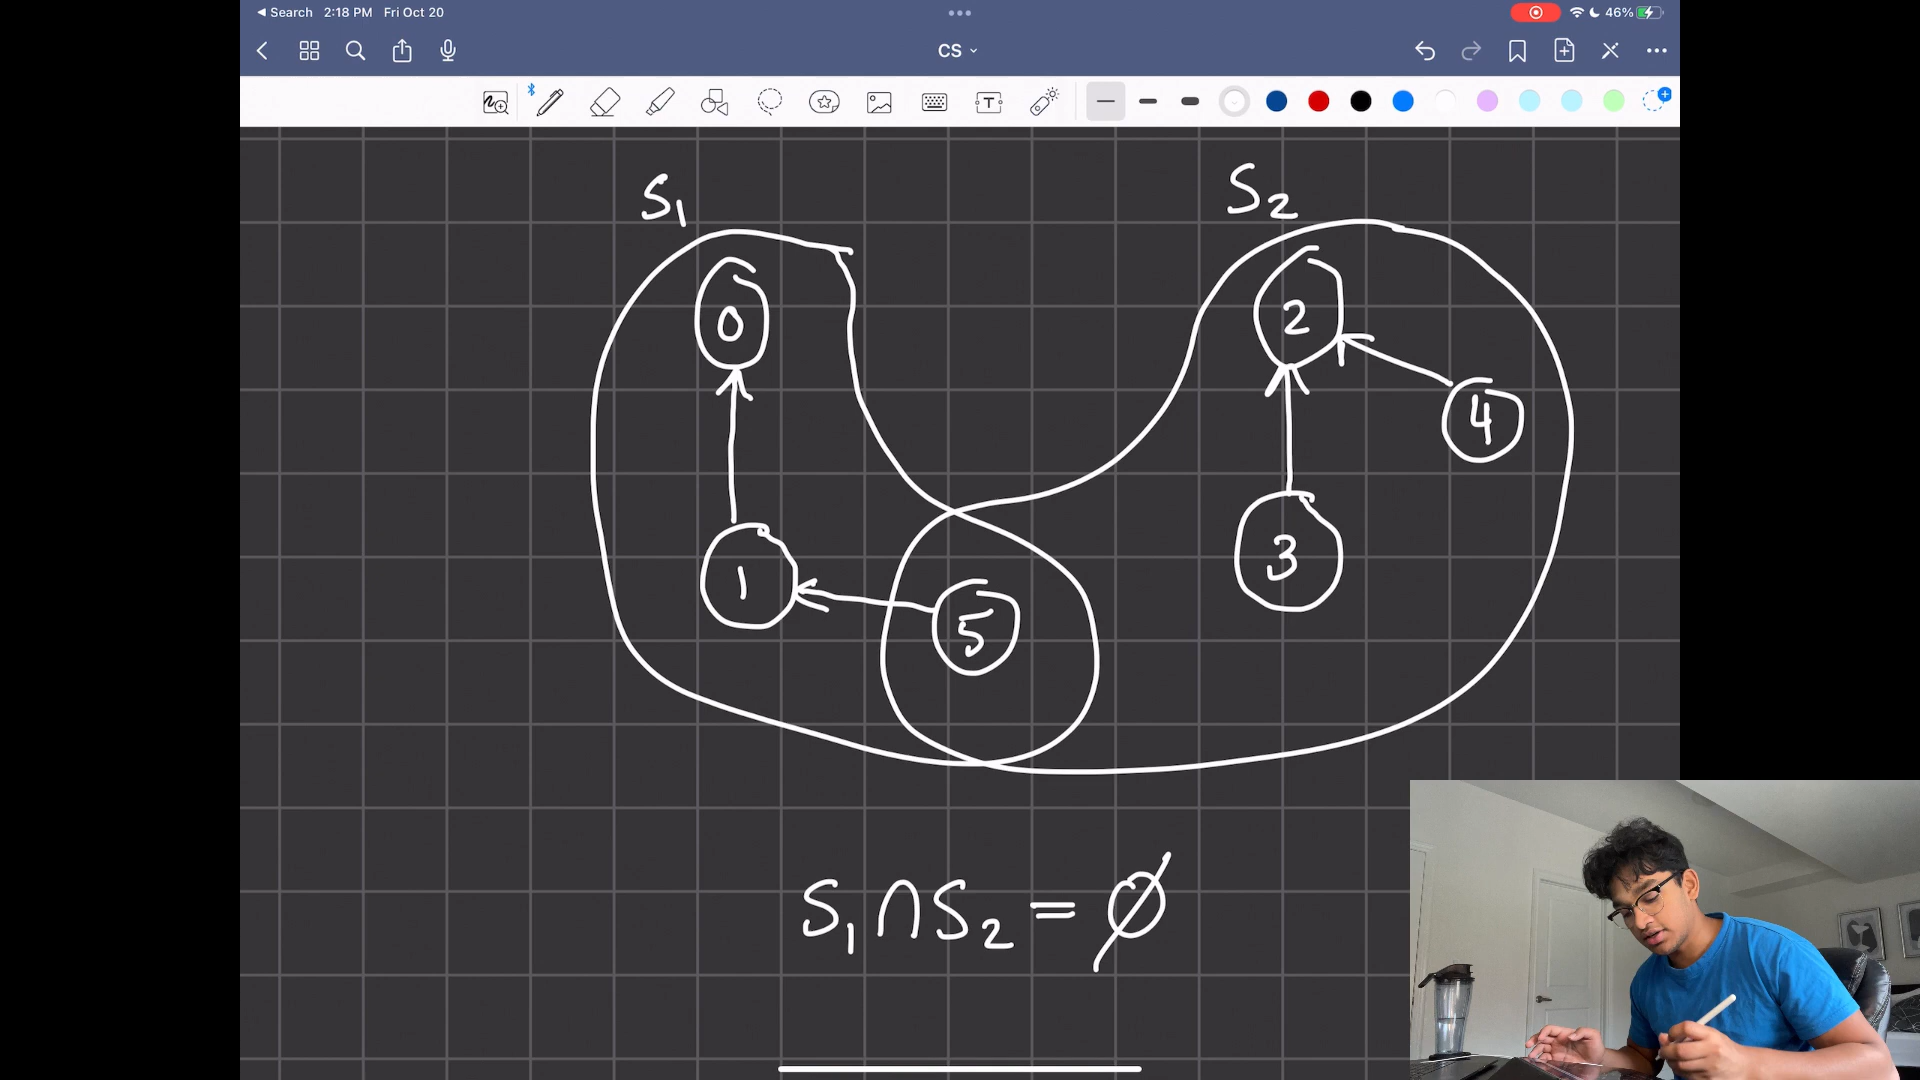 Search 2:18 PM Fri Oct 20
46%
CS
T
S₁
S₂
0
2
4
3
1
5
S₁ ∩ S₂ = ∅